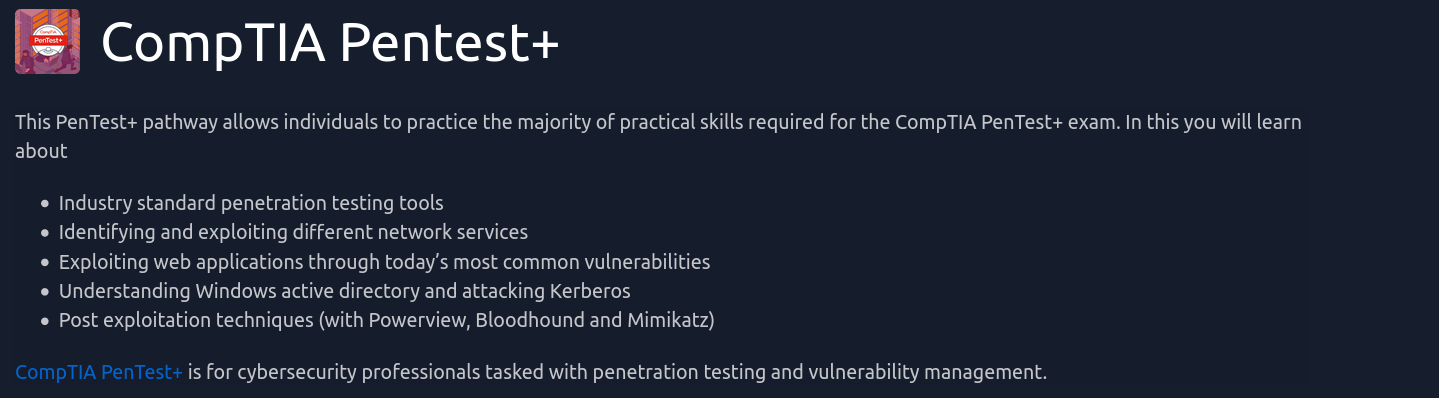 CompTIA
PenTest+
CompTIA Pentest+
This PenTest+ pathway allows individuals to practice the majority of practical skills required for the CompTIA PenTest+ exam. In this you will learn
about
• Industry standard penetration testing tools
• Identifying and exploiting different network services
• Exploiting web applications through today’s most common vulnerabilities
• Understanding Windows active directory and attacking Kerberos
• Post exploitation techniques (with Powerview, Bloodhound and Mimikatz)
CompTIA PenTest+ is for cybersecurity professionals tasked with penetration testing and vulnerability management.